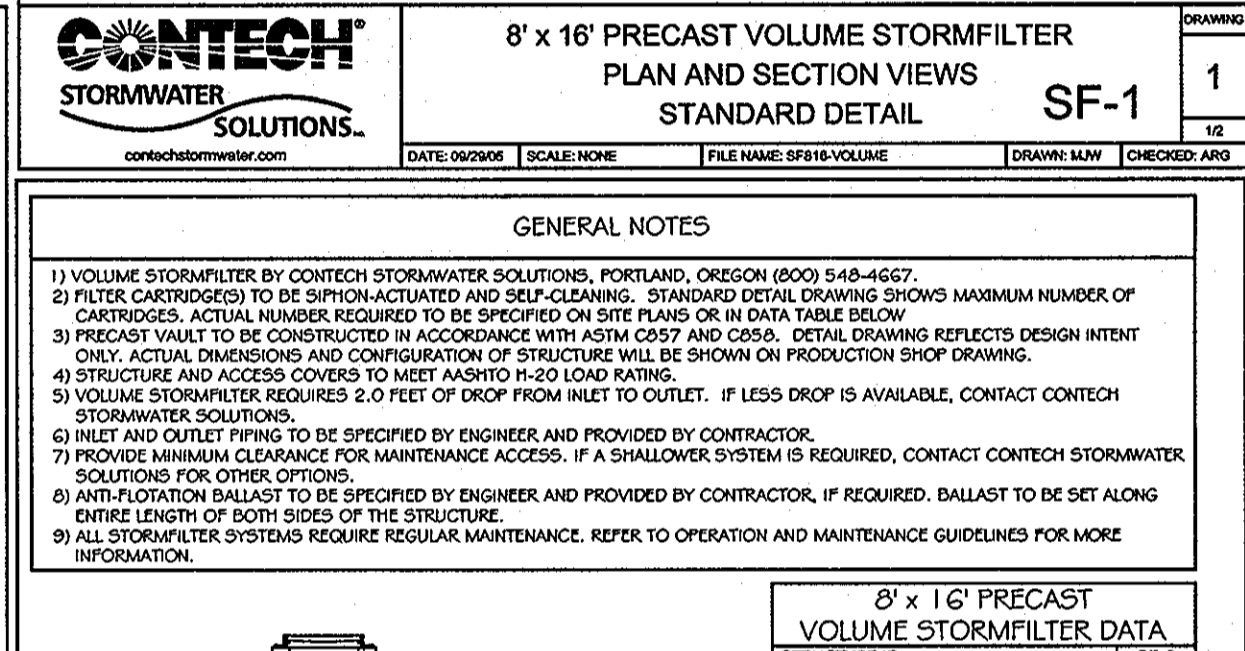 CONTECH®
STORMWATER
SOLUTIONS
contechstormwater.com
8' x 16' PRECAST VOLUME STORMFILTER
PLAN AND SECTION VIEWS
STANDARD DETAIL
SF-1
DRAWING
1
1/2
DATE: 09/29/05 SCALE: NONE FILE NAME: SF816-VOLUME DRAWN: MJW CHECKED: ARG
GENERAL NOTES
1) VOLUME STORMFILTER BY CONTECH STORMWATER SOLUTIONS, PORTLAND, OREGON (800) 548-4667.
2) FILTER CARTRIDGE(S) TO BE SIPHON-ACTUATED AND SELF-CLEANING. STANDARD DETAIL DRAWING SHOWS MAXIMUM NUMBER OF
CARTRIDGES. ACTUAL NUMBER REQUIRED TO BE SPECIFIED ON SITE PLANS OR IN DATA TABLE BELOW
3) PRECAST VAULT TO BE CONSTRUCTED IN ACCORDANCE WITH ASTM C857 AND C858. DETAIL DRAWING REFLECTS DESIGN INTENT
ONLY. ACTUAL DIMENSIONS AND CONFIGURATION OF STRUCTURE WILL BE SHOWN ON PRODUCTION SHOP DRAWING.
4) STRUCTURE AND ACCESS COVERS TO MEET AASHTO H-20 LOAD RATING.
5) VOLUME STORMFILTER REQUIRES 2.0 FEET OF DROP FROM INLET TO OUTLET. IF LESS DROP IS AVAILABLE, CONTACT CONTECH
STORMWATER SOLUTIONS.
6) INLET AND OUTLET PIPING TO BE SPECIFIED BY ENGINEER AND PROVIDED BY CONTRACTOR.
7) PROVIDE MINIMUM CLEARANCE FOR MAINTENANCE ACCESS. IF A SHALLOWER SYSTEM IS REQUIRED, CONTACT CONTECH STORMWATER
SOLUTIONS FOR OTHER OPTIONS.
8) ANTI-FLOTATION BALLAST TO BE SPECIFIED BY ENGINEER AND PROVIDED BY CONTRACTOR, IF REQUIRED. BALLAST TO BE SET ALONG
ENTIRE LENGTH OF BOTH SIDES OF THE STRUCTURE.
9) ALL STORMFILTER SYSTEMS REQUIRE REGULAR MAINTENANCE. REFER TO OPERATION AND MAINTENANCE GUIDELINES FOR MORE
INFORMATION.
8' x 16' PRECAST
VOLUME STORMFILTER DATA